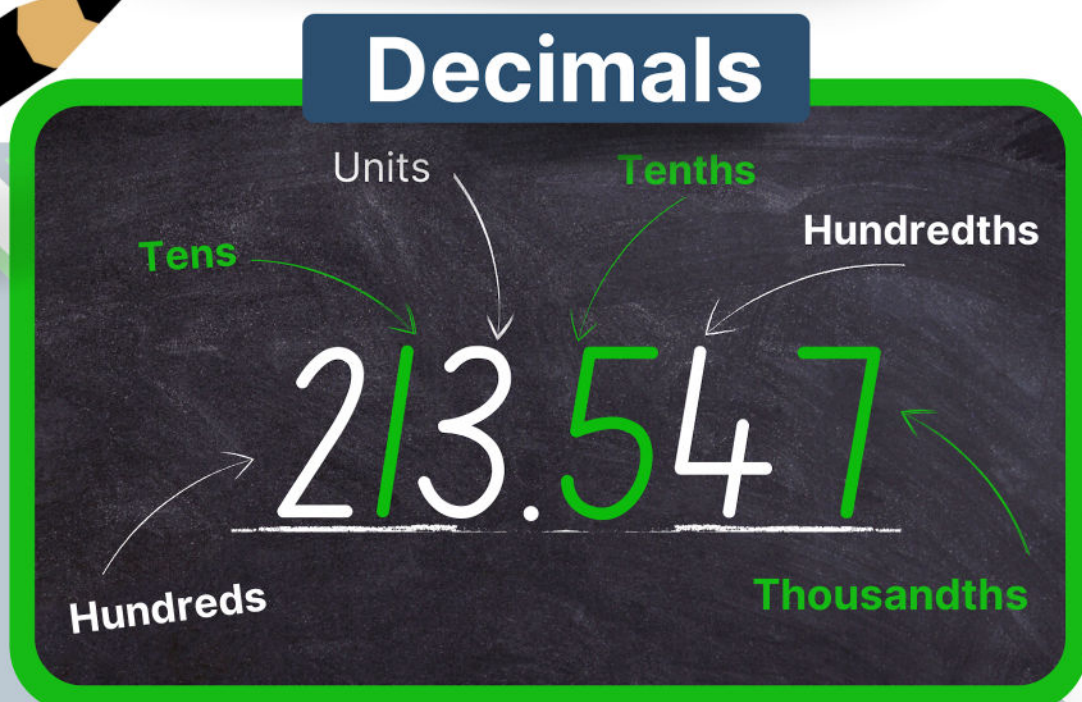 Decimals
Units
Tenths
Hundredths
Tens
213.547
Hundreds
Thousandths